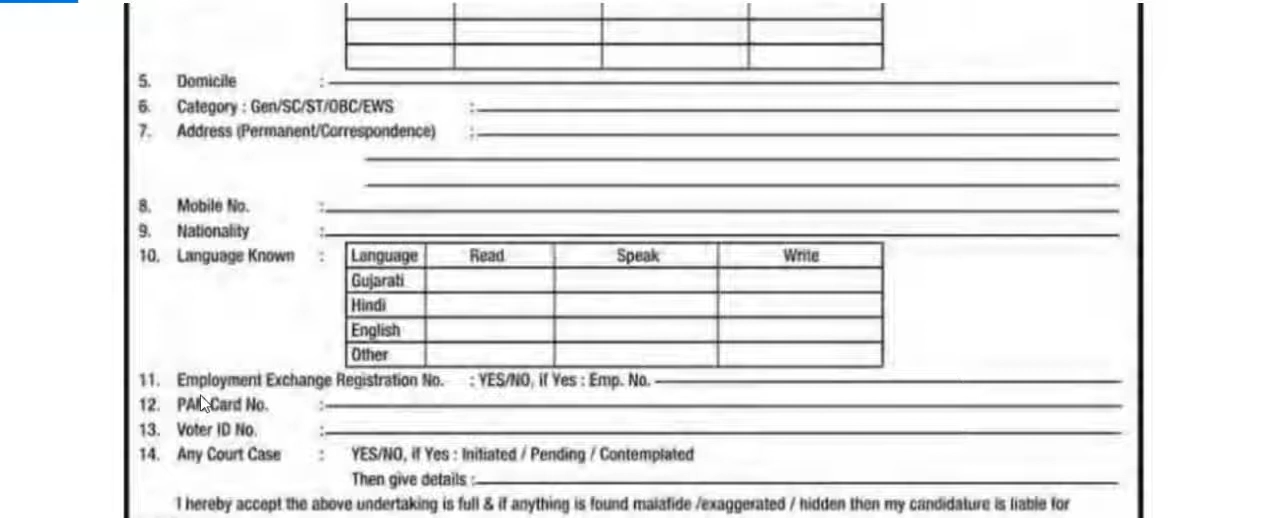 5. Domicile :
6. Category : Gen/SC/ST/OBC/EWS :
7. Address (Permanent/Correspondence) :
8. Mobile No. :
9. Nationality :
10. Language Known : Language Read Speak Write
Gujarati
Hindi
English
Other
11. Employment Exchange Registration No. : YES/NO, if Yes : Emp. No.
12. PAN Card No. :
13. Voter ID No. :
14. Any Court Case : YES/NO, if Yes : Initiated / Pending / Contemplated
Then give details :
I hereby accept the above undertaking is full & if anything is found malafide /exaggerated / hidden then my candidature is liable for